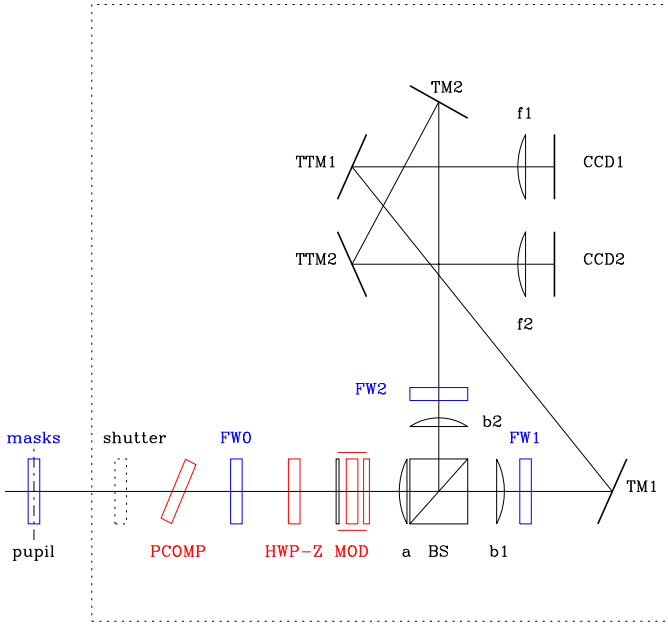 TM2
f1
TTM1
CCD1
TTM2
CCD2
f2
FW2
b2
masks
shutter
FW0
FW1
TM1
pupil
PCOMP
HWP-Z
MOD
a
BS
b1